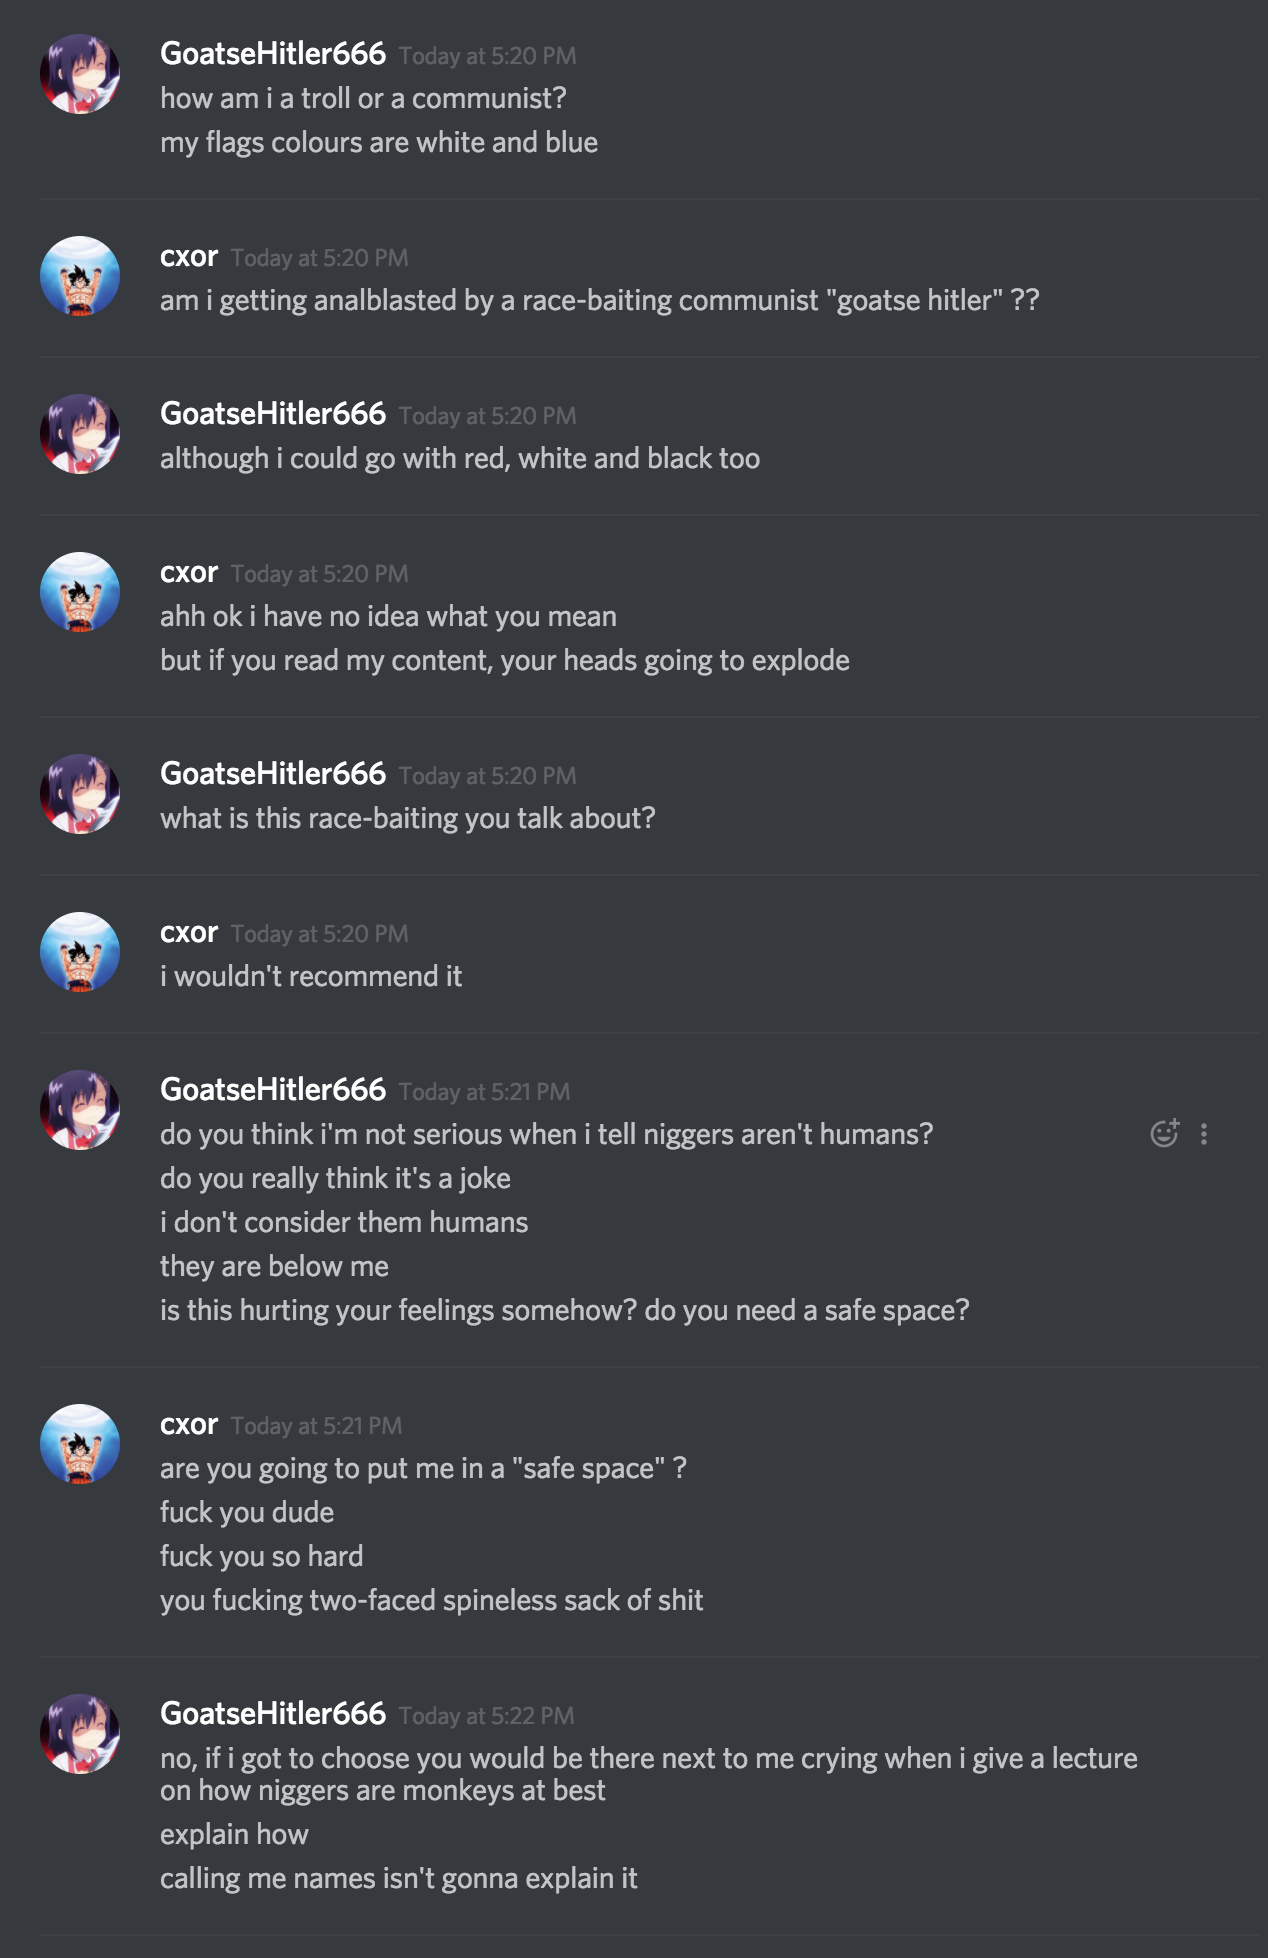 GoatseHitler666 Today at 5:20 PM
how am i a troll or a communist?
my flags colours are white and blue
cxor Today at 5:20 PM
am i getting analblasted by a race-baiting communist "goatse hitler" ??
GoatseHitler666 Today at 5:20 PM
although i could go with red, white and black too
cxor Today at 5:20 PM
ahh ok i have no idea what you mean
but if you read my content, your heads going to explode
GoatseHitler666 Today at 5:20 PM
what is this race-baiting you talk about?
cxor Today at 5:20 PM
i wouldn't recommend it
GoatseHitler666 Today at 5:21 PM
do you think i'm not serious when i tell niggers aren't humans?
do you really think it's a joke
i don't consider them humans
they are below me
is this hurting your feelings somehow? do you need a safe space?
cxor Today at 5:21 PM
are you going to put me in a "safe space" ?
fuck you dude
fuck you so hard
you fucking two-faced spineless sack of shit
GoatseHitler666 Today at 5:22 PM
no, if i got to choose you would be there next to me crying when i give a lecture
on how niggers are monkeys at best
explain how
calling me names isn't gonna explain it